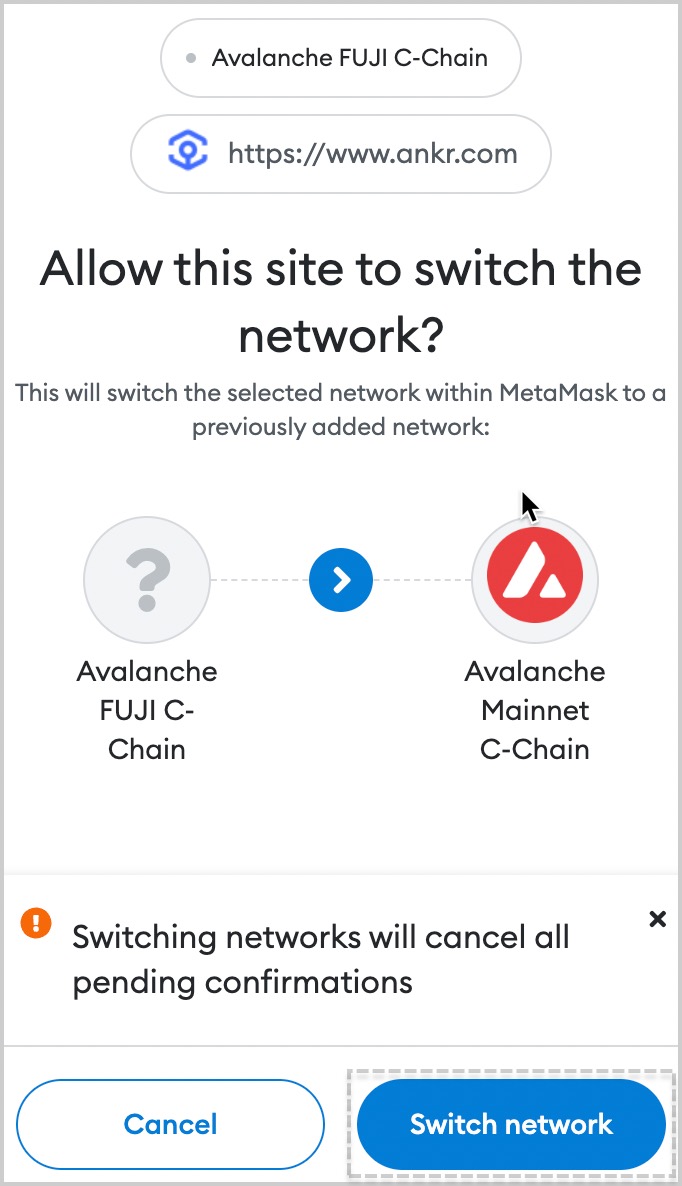 Avalanche FUJI C-Chain
https://www.ankr.com
Allow this site to switch the
network?
This will switch the selected network within MetaMask to a
previously added network:
?
Avalanche
FUJI C-
Chain
Avalanche
Mainnet
C-Chain
Switching networks will cancel all
pending confirmations
Cancel
Switch network